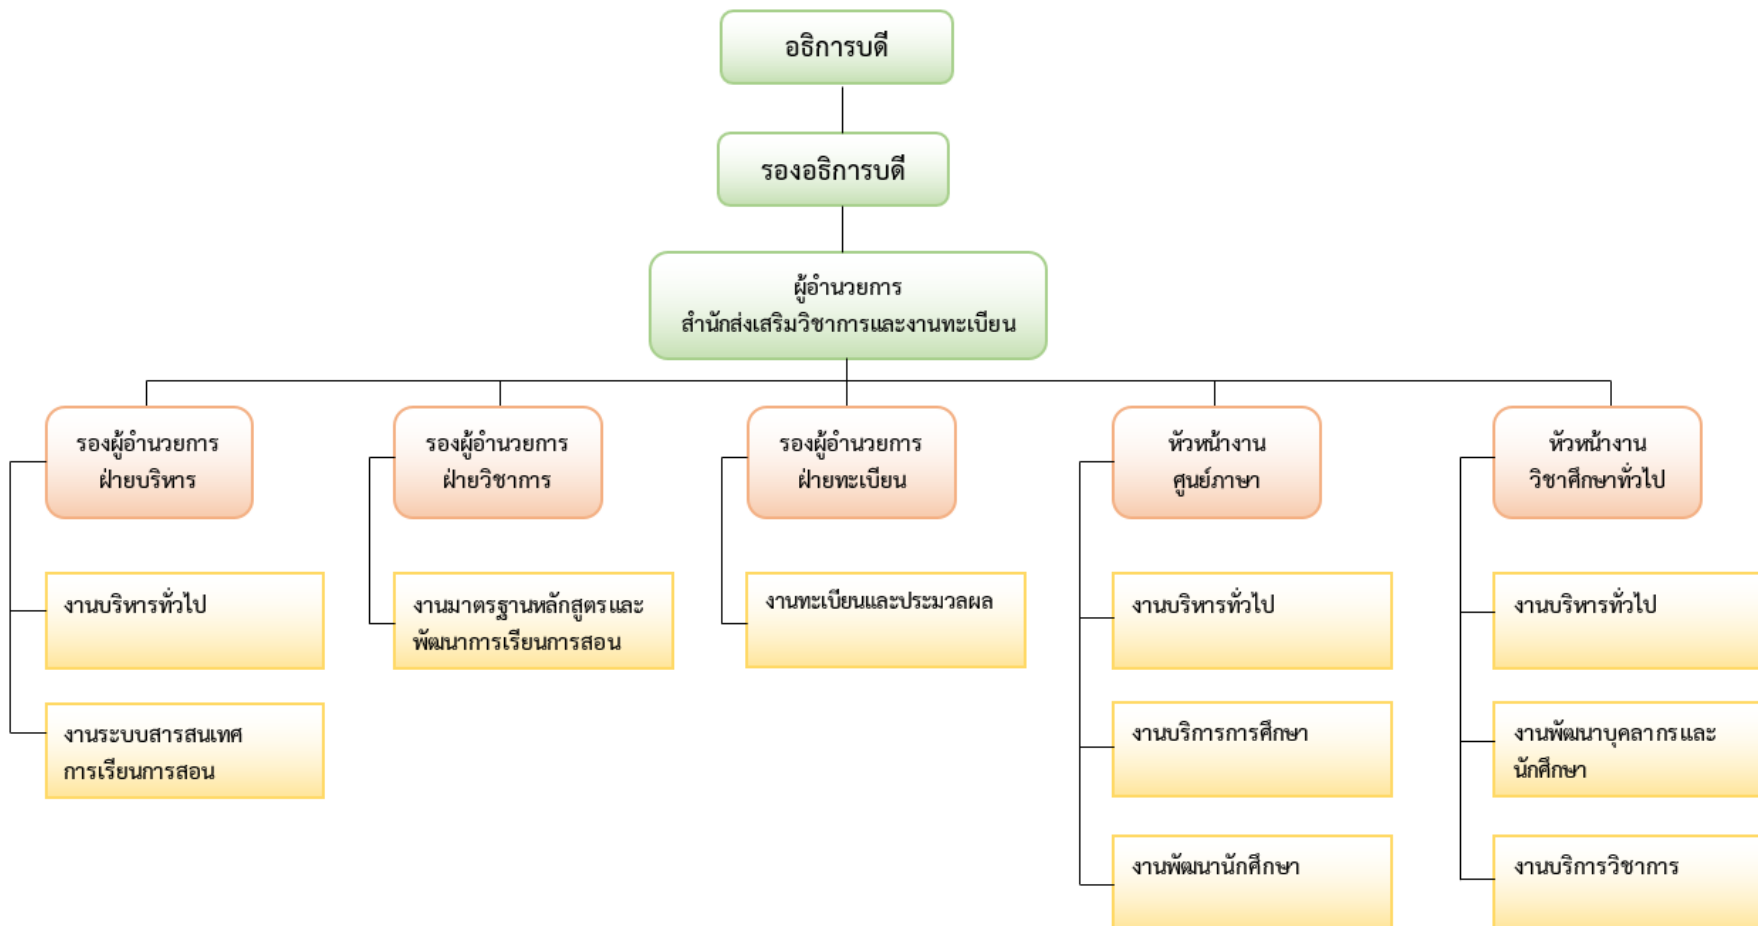 อธิการบดี
รองอธิการบดี
ผู้อำนวยการ
สำนักส่งเสริมวิชาการและงานทะเบียน
รองผู้อำนวยการ
ฝ่ายบริหาร
รองผู้อำนวยการ
ฝ่ายวิชาการ
รองผู้อำนวยการ
ฝ่ายทะเบียน
หัวหน้างาน
ศูนย์ภาษา
หัวหน้างาน
วิชาศึกษาทั่วไป
งานบริหารทั่วไป
งานมาตรฐานหลักสูตรและ
พัฒนาการเรียนการสอน
งานทะเบียนและประมวลผล
งานบริหารทั่วไป
งานบริหารทั่วไป
งานระบบสารสนเทศ
การเรียนการสอน
งานบริการการศึกษา
งานพัฒนาบุคลากรและ
นักศึกษา
งานพัฒนานักศึกษา
งานบริการวิชาการ